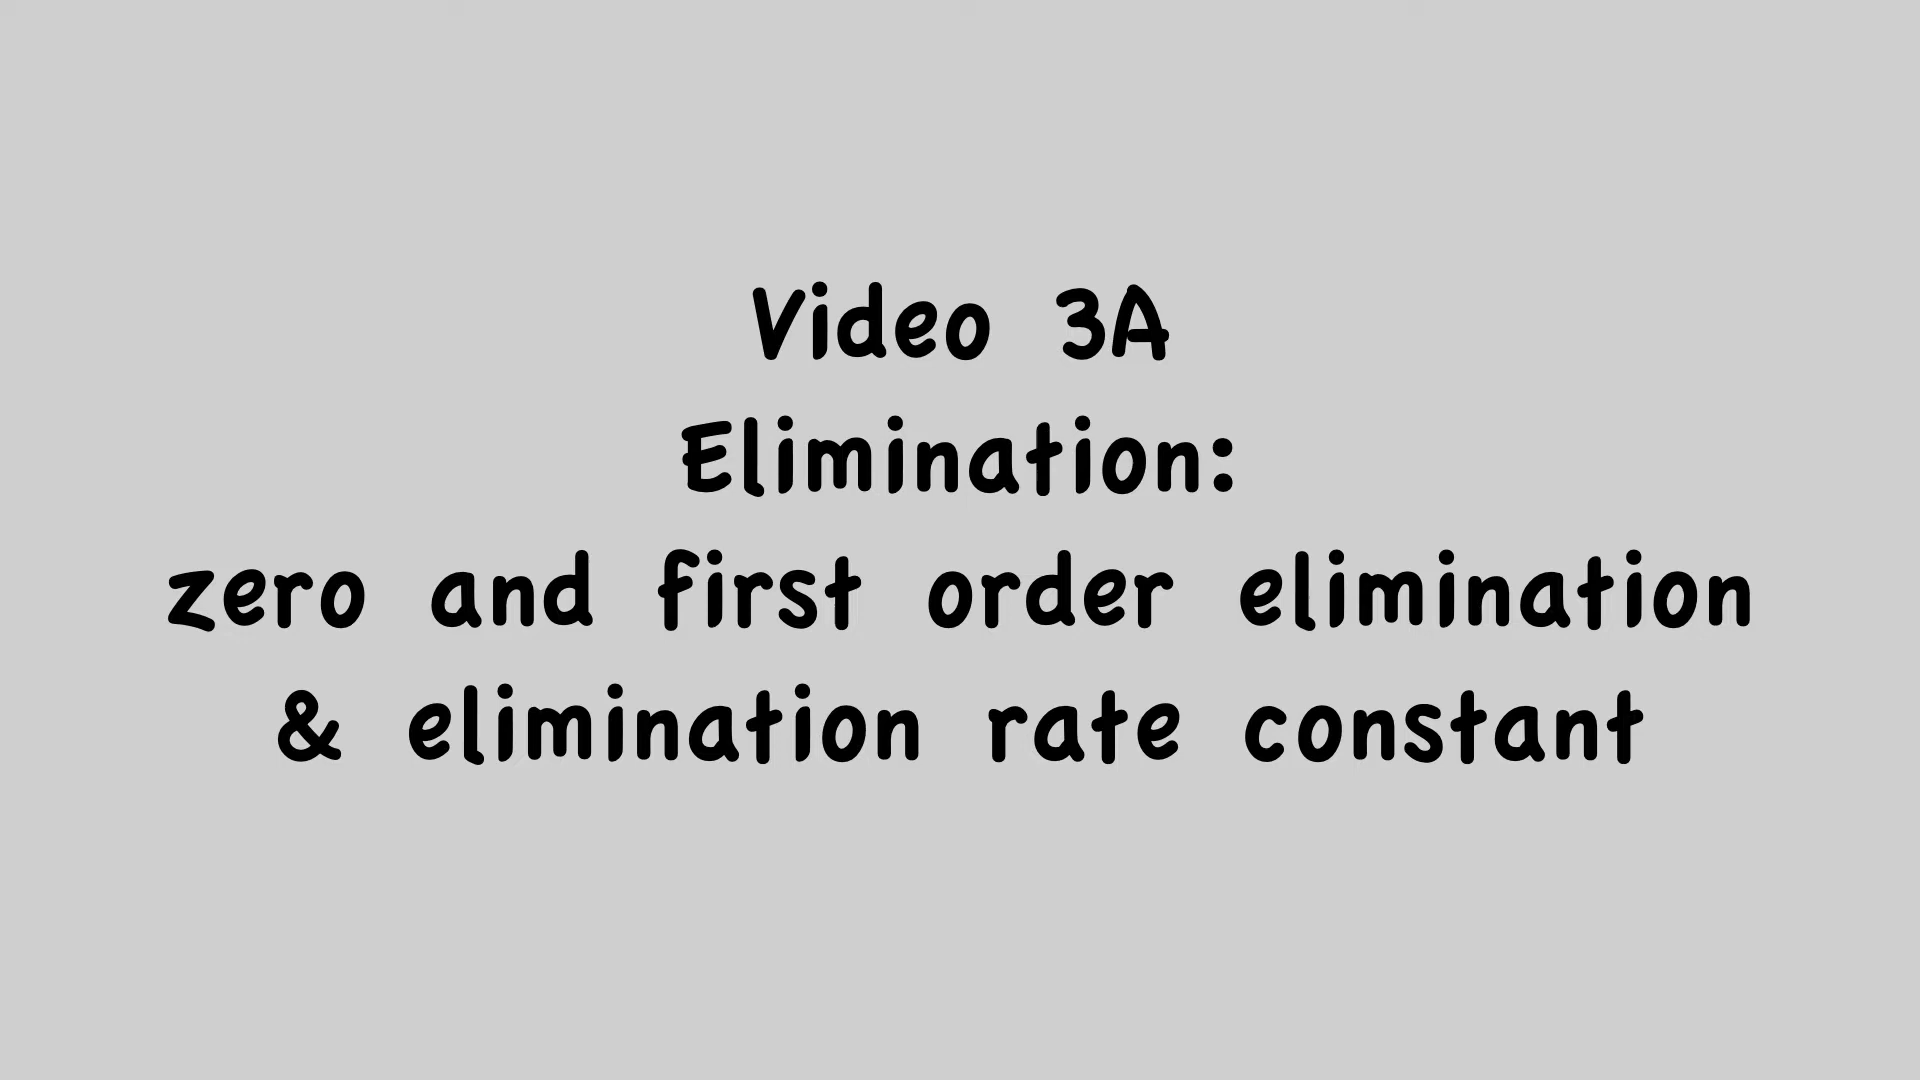 Video 3A
Elimination:
zero and first order elimination
& elimination rate constant